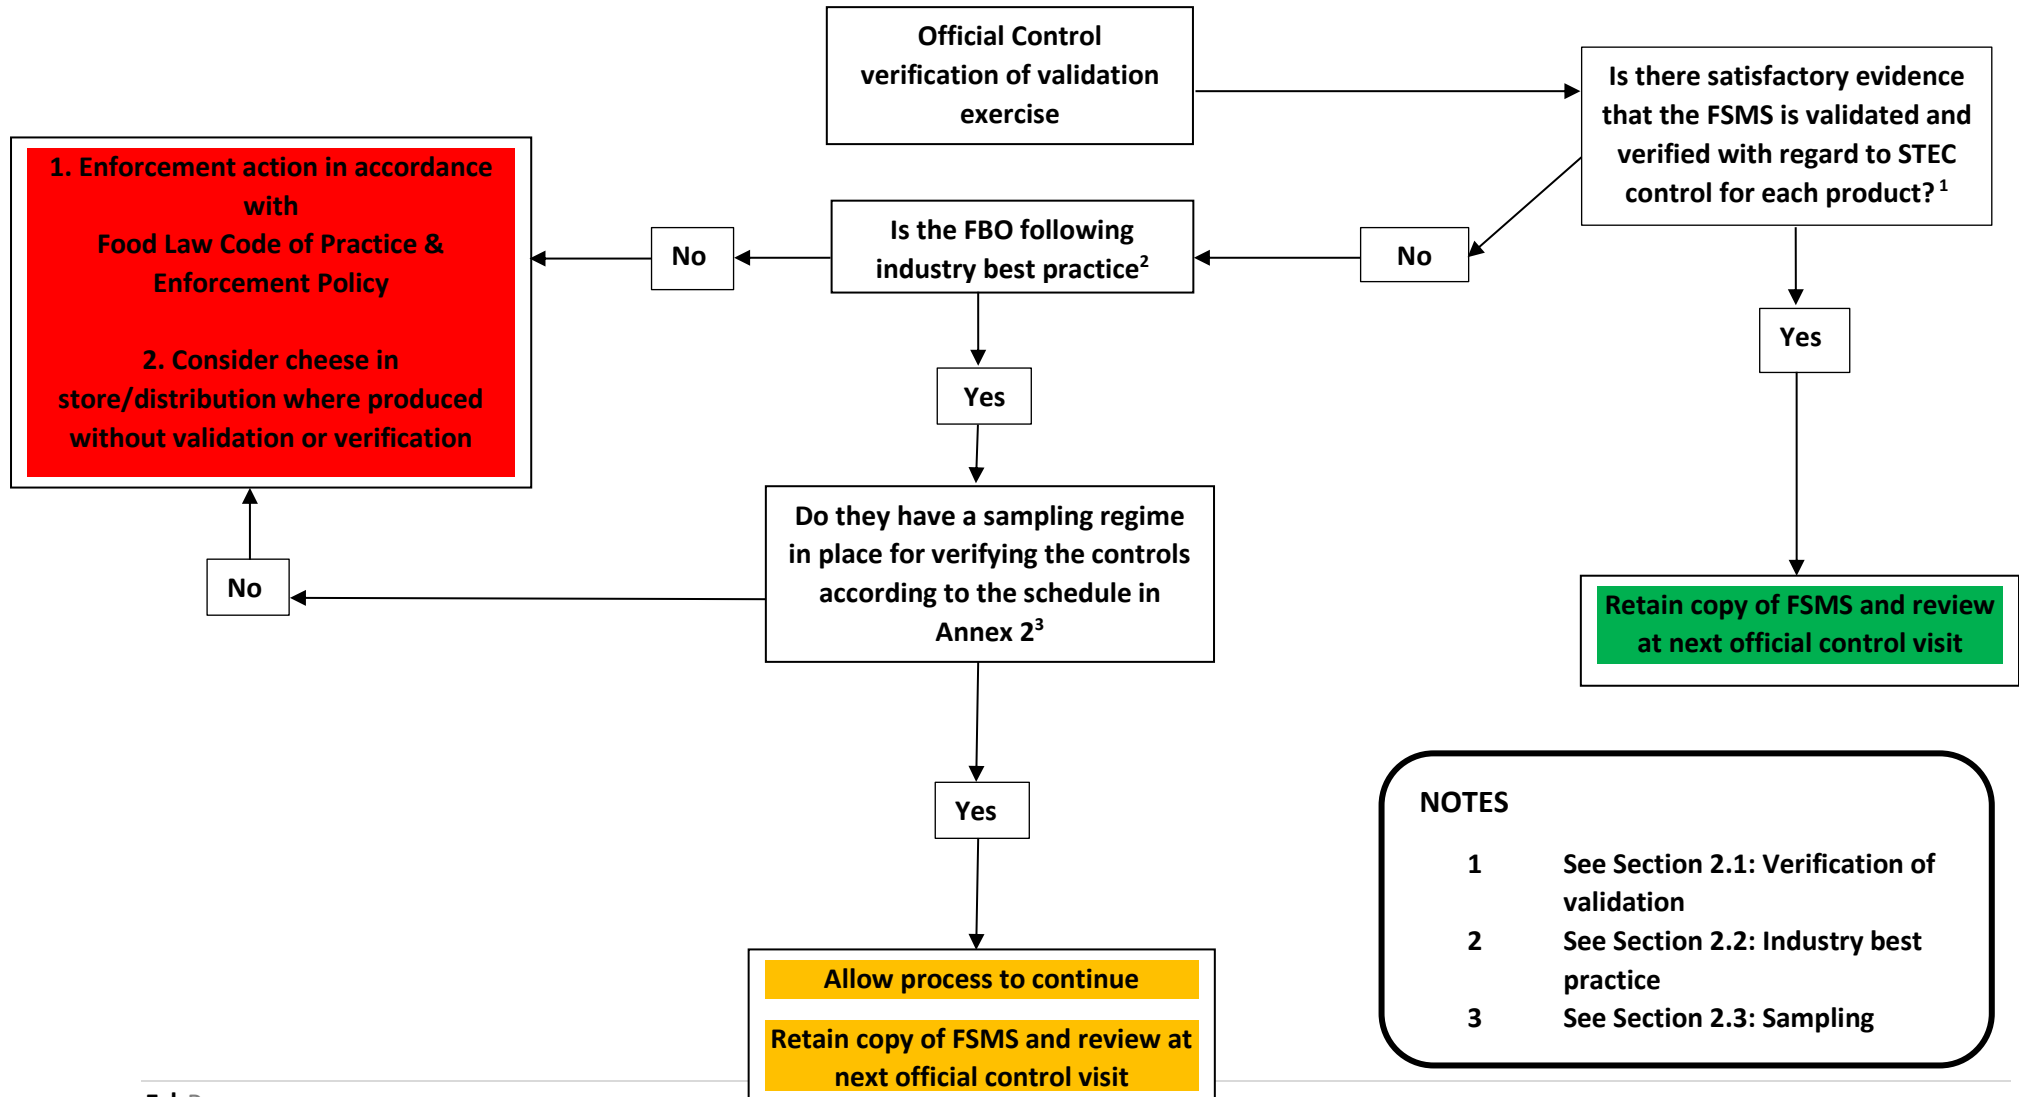 Official Control
verification of validation
exercise
Is there satisfactory evidence
that the FSMS is validated and
verified with regard to STEC
control for each product? 1
1. Enforcement action in accordance
with
Food Law Code of Practice &
Enforcement Policy
2. Consider cheese in
store/distribution where produced
without validation or verification
No
Is the FBO following
industry best practice2
No
Yes
Yes
Do they have a sampling regime
in place for verifying the controls
according to the schedule in
Annex 23
No
Retain copy of FSMS and review
at next official control visit
Yes
NOTES
1 See Section 2.1: Verification of
validation
2 See Section 2.2: Industry best
practice
3 See Section 2.3: Sampling
Allow process to continue
Retain copy of FSMS and review at
next official control visit